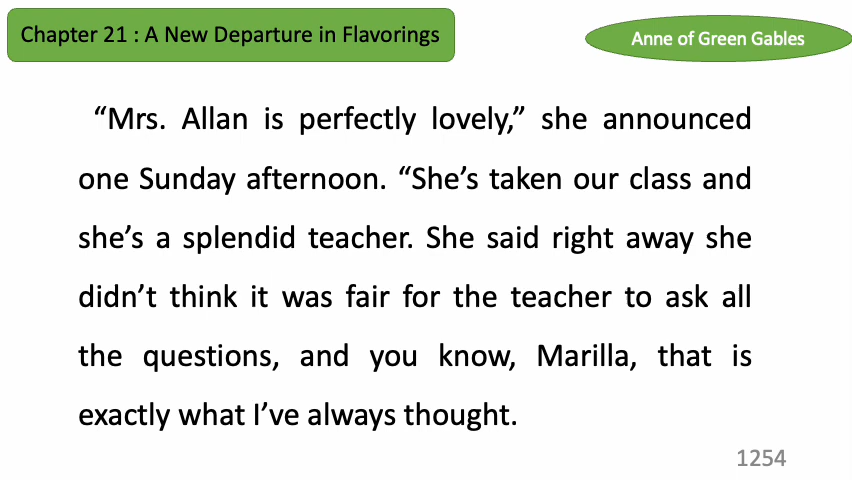 Chapter 21 : A New Departure in Flavorings
Anne of Green Gables
“Mrs. Allan is perfectly lovely,” she announced
one Sunday afternoon. “She’s taken our class and
she’s a splendid teacher. She said right away she
didn’t think it was fair for the teacher to ask all
the questions, and you know, Marilla, that is
exactly what I’ve always thought.
1254